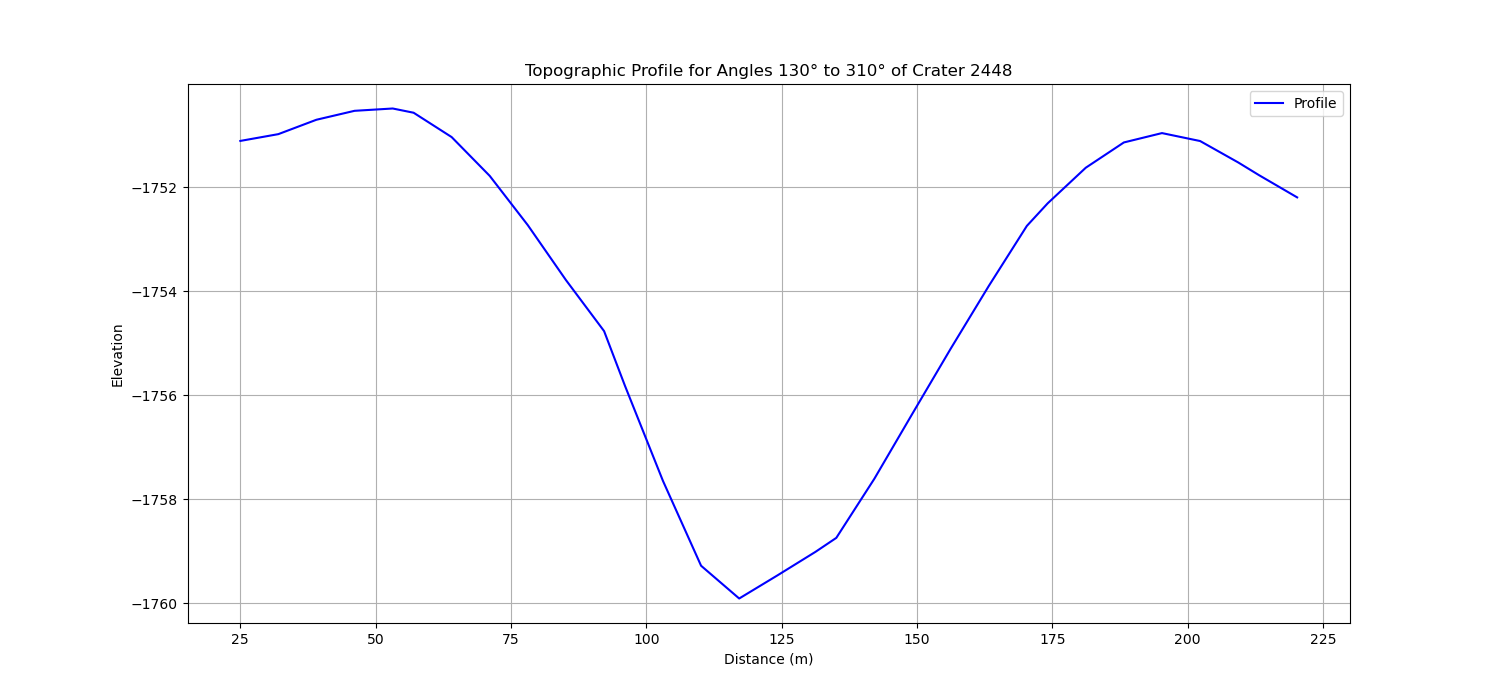 Topographic Profile for Angles 130° to 310° of Crater 2448
Profile
Elevation
−1752
−1754
−1756
−1758
−1760
25 50 75 100 125 150 175 200 225
Distance (m)